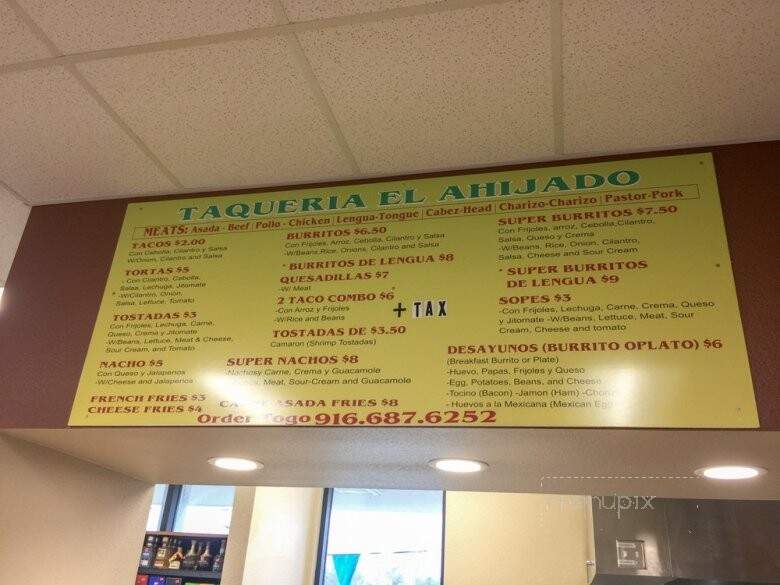 TAQUERIA EL AHIJADO
MEATS: Asada - Beef | Pollo - Chicken | Lengua-Tongue | Cabez-Head | Charizo-Charizo | Pastor-Pork
TACOS $2.00
Con Cebolla, Cilantro y Salsa
W/Onion, Cilantro and Salsa
TORTAS $5
- Con Cilantro, Cebolla,
Salsa, Lechuga, Jitomate
-W/Cilantro, Onion,
Salsa, Lettuce, Tomato
TOSTADAS $3
Con Frijoles, Lechuga, Carne,
Queso, Crema y Jitomate
-W/Beans, Lettuce, Meat & Cheese,
Sour Cream, and Tomato
NACHO $5
Con Queso y Jalapenos
-W/Cheese and Jalapenos
FRENCH FRIES $3
CHEESE FRIES $4
BURRITOS $6.50
Con Frijoles, Arroz, Cebolla, Cilantro y Salsa
-W/Beans, Rice, Onions, Cilantro and Salsa
* BURRITOS DE LENGUA $8
QUESADILLAS $7
-W/ Meat
2 TACO COMBO $6
-Con Arroz y Frijoles
-W/Rice and Beans
+ TAX
TOSTADAS DE $3.50
Camaron (Shrimp Tostadas)
SUPER NACHOS $8
-Nachosy Carne, Crema y Guacamole
Meat, Sour-Cream and Guacamole
ASADA FRIES $8
SUPER BURRITOS $7.50
-Con Frijoles, arroz, Cebolla, Cilantro,
Salsa, Queso y Crema
-W/Beans, Rice, Onion, Cilantro,
Salsa, Cheese and Sour Cream
* SUPER BURRITOS
DE LENGUA $9
SOPES $3
-Con Frijoles, Lechuga, Carne, Crema, Queso
y Jitomate -W/Beans, Lettuce, Meat, Sour
Cream, Cheese and tomato
DESAYUNOS (BURRITO OPLATO) $6
(Breakfast Burrito or Plate)
-Huevo, Papas, Frijoles y Queso
-Egg, Potatoes, Beans, and Cheese
-Tocino (Bacon) -Jamon (Ham)
- Huevos a la Mexicana (Mexican Egg
Order Togo 916.687.6252
menupix